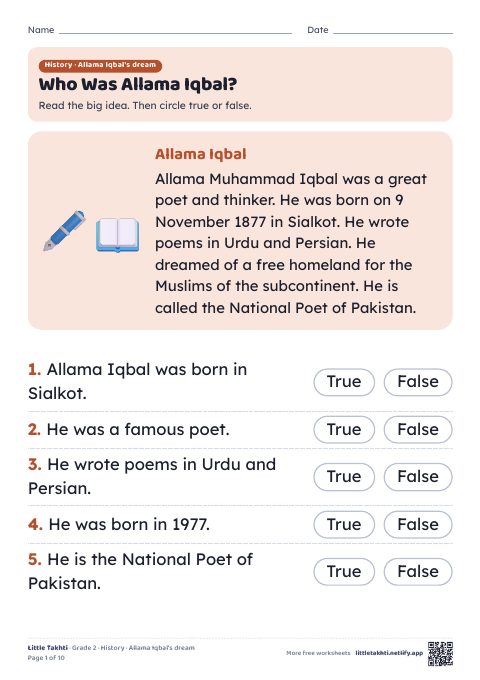 Name Date
History · Allama Iqbal's dream
Who Was Allama Iqbal?
Read the big idea. Then circle true or false.
Allama Iqbal
Allama Muhammad Iqbal was a great
poet and thinker. He was born on 9
November 1877 in Sialkot. He wrote
poems in Urdu and Persian. He
dreamed of a free homeland for the
Muslims of the subcontinent. He is
called the National Poet of Pakistan.
1. Allama Iqbal was born in
Sialkot.
True False
2. He was a famous poet. True False
3. He wrote poems in Urdu and
Persian.
True False
4. He was born in 1977. True False
5. He is the National Poet of
Pakistan.
True False
Little Takhti · Grade 2 · History · Allama Iqbal's dream
Page 1 of 10
More free worksheets · littletakhti.netlify.app